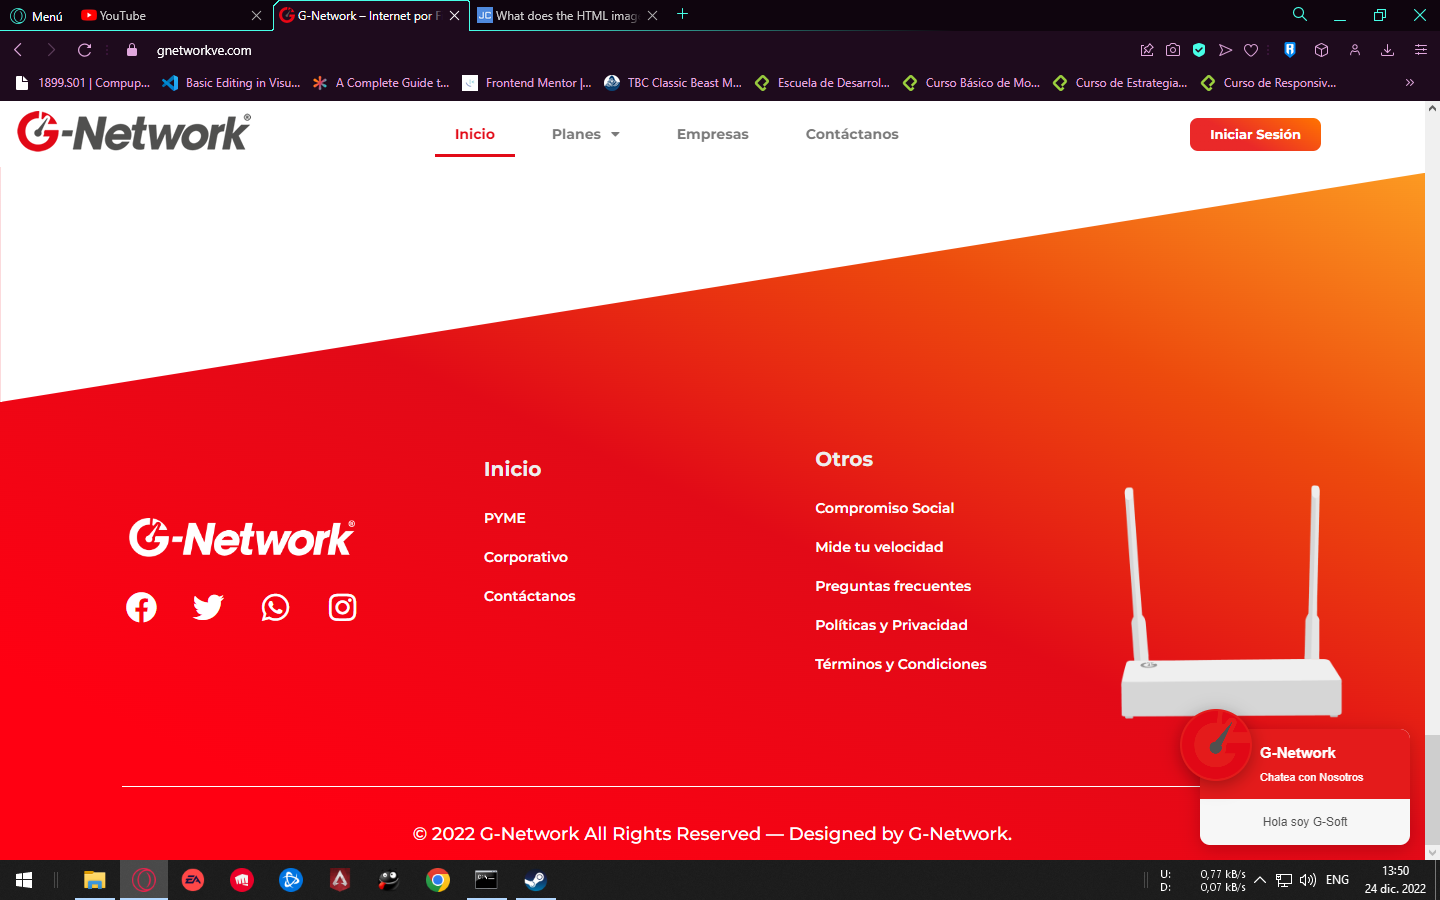 Menú
YouTube
G-Network – Internet por F
What does the HTML imag
gnetworkve.com
1899.S01 | Compup...
Basic Editing in Visu...
A Complete Guide t...
Frontend Mentor |...
TBC Classic Beast M...
Escuela de Desarrol...
Curso Básico de Mo...
Curso de Estrategia...
Curso de Responsiv...
G-Network®
Inicio
Planes
Empresas
Contáctanos
Iniciar Sesión
G-Network®
Inicio
PYME
Corporativo
Contáctanos
Otros
Compromiso Social
Mide tu velocidad
Preguntas frecuentes
Políticas y Privacidad
Términos y Condiciones
G-Network
Chatea con Nosotros
Hola soy G-Soft
© 2022 G-Network All Rights Reserved — Designed by G-Network.
U: 0,77 kB/s
D: 0,07 kB/s
ENG
13:50
24 dic. 2022